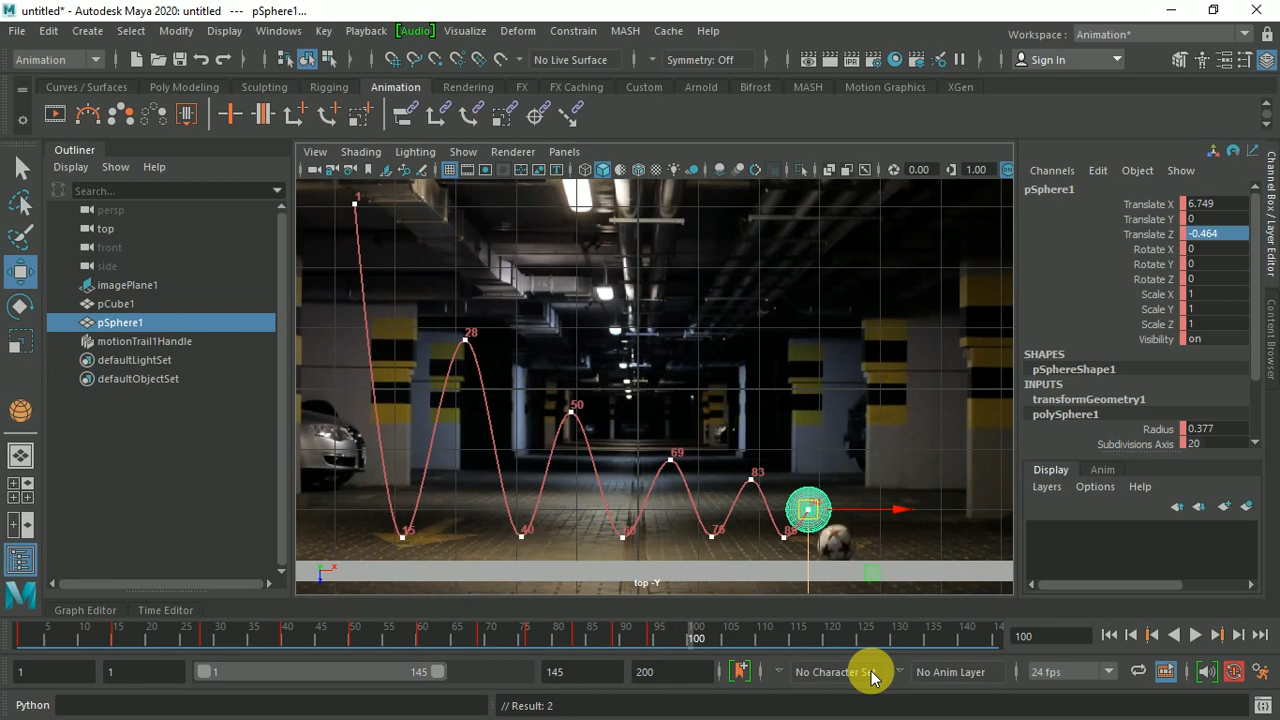 untitled* - Autodesk Maya 2020: untitled --- pSphere1...
File Edit Create Select Modify Display Windows Key Playback [Audio] Visualize Deform Constrain MASH Cache Help
Workspace : Animation*
Animation
No Live Surface
Symmetry: Off
Sign In
Curves / Surfaces Poly Modeling Sculpting Rigging Animation Rendering FX FX Caching Custom Arnold Bifrost MASH Motion Graphics XGen
Outliner
Display Show Help
Search...
persp
top
front
side
imagePlane1
pCube1
pSphere1
motionTrail1Handle
defaultLightSet
defaultObjectSet
View Shading Lighting Show Renderer Panels
0.00 1.00
1
28
50
69
83
15
40
76
x
top -Y
Channels Edit Object Show
pSphere1
Translate X 6.749
Translate Y 0
Translate Z -0.464
Rotate X 0
Rotate Y 0
Rotate Z 0
Scale X 1
Scale Y 1
Scale Z 1
Visibility on
SHAPES
pSphereShape1
INPUTS
transformGeometry1
polySphere1
Radius 0.377
Subdivisions Axis 20
Display Anim
Layers Options Help
Channel Box / Layer Editor
Content Browser
Graph Editor Time Editor
5 10 15 20 25 30 35 40 45 50 55 60 65 70 75 80 85 90 95 100 105 110 115 120 125 130 135 140 14
100
100
1 1 1 145 145 200 No Character Set No Anim Layer 24 fps
Python // Result: 2